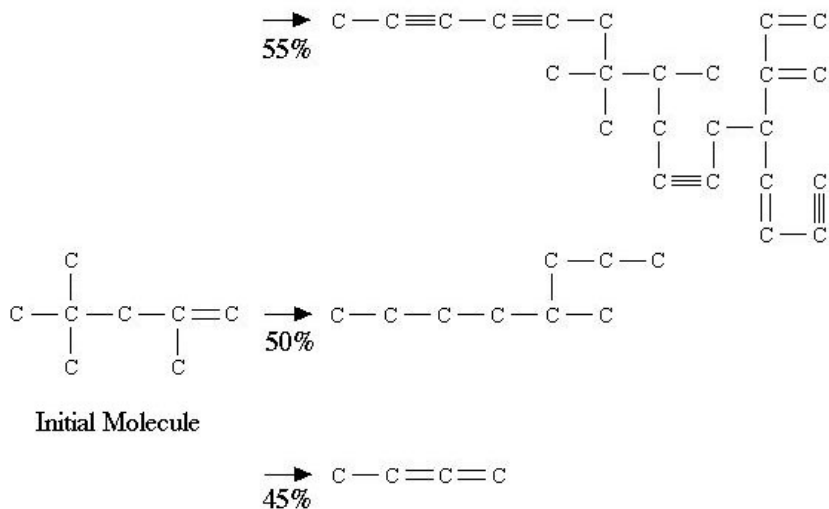 C — C≡C — C≡C — C C=C
55%
C — C — C — C C=C
C C C — C
C≡C C C
C — C
C C — C — C
C — C — C — C=C C — C — C — C — C — C
50%
C C
Initial Molecule
C — C=C=C
45%